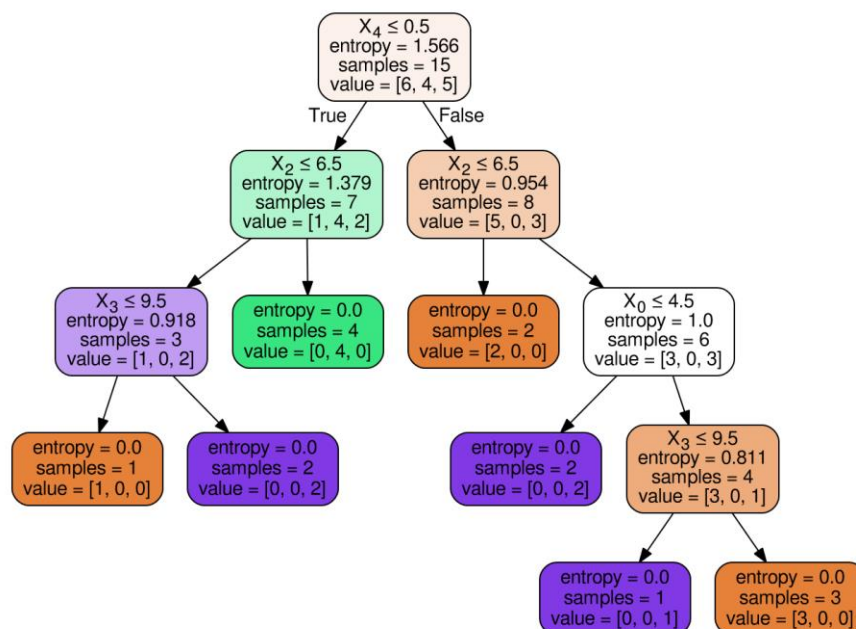 X₄ ≤ 0.5
entropy = 1.566
samples = 15
value = [6, 4, 5]
True
False
X₂ ≤ 6.5
entropy = 1.379
samples = 7
value = [1, 4, 2]
X₂ ≤ 6.5
entropy = 0.954
samples = 8
value = [5, 0, 3]
X₃ ≤ 9.5
entropy = 0.918
samples = 3
value = [1, 0, 2]
entropy = 0.0
samples = 4
value = [0, 4, 0]
entropy = 0.0
samples = 2
value = [2, 0, 0]
X₀ ≤ 4.5
entropy = 1.0
samples = 6
value = [3, 0, 3]
entropy = 0.0
samples = 1
value = [1, 0, 0]
entropy = 0.0
samples = 2
value = [0, 0, 2]
entropy = 0.0
samples = 2
value = [0, 0, 2]
X₃ ≤ 9.5
entropy = 0.811
samples = 4
value = [3, 0, 1]
entropy = 0.0
samples = 1
value = [0, 0, 1]
entropy = 0.0
samples = 3
value = [3, 0, 0]